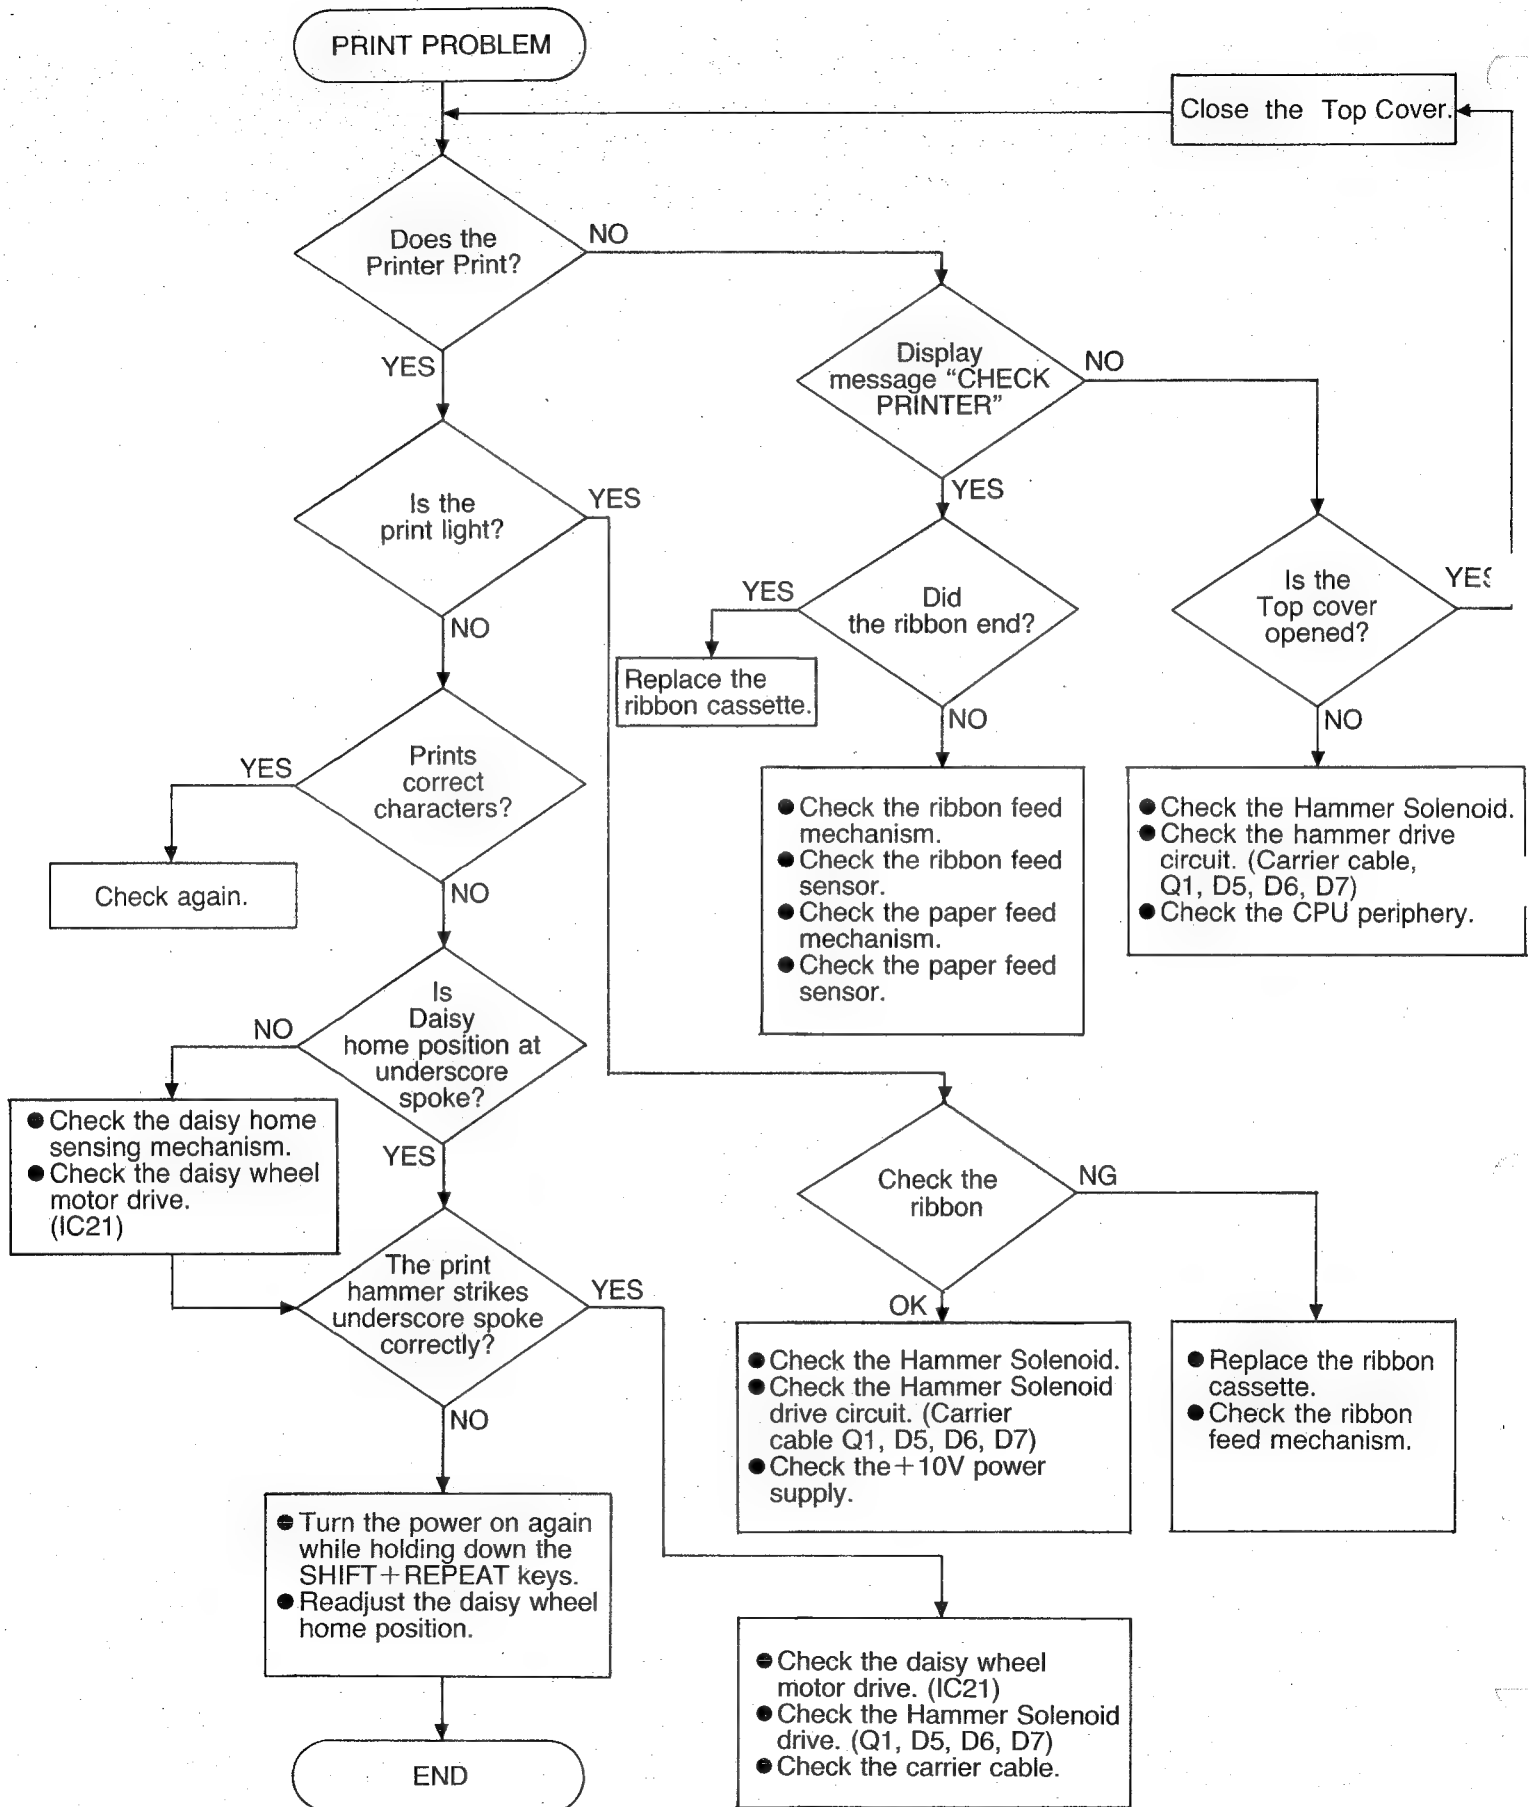 PRINT PROBLEM
Close the Top Cover.
Does the
Printer Print?
NO
YES
Display
message “CHECK
PRINTER”
NO
YES
Is the
print light?
YES
NO
Did
the ribbon end?
YES
NO
Is the
Top cover
opened?
YES
NO
Replace the
ribbon cassette.
Prints
correct
characters?
YES
NO
Check again.
● Check the ribbon feed
mechanism.
● Check the ribbon feed
sensor.
● Check the paper feed
mechanism.
● Check the paper feed
sensor.
● Check the Hammer Solenoid.
● Check the hammer drive
circuit. (Carrier cable,
Q1, D5, D6, D7)
● Check the CPU periphery.
Is
Daisy
home position at
underscore
spoke?
NO
YES
● Check the daisy home
sensing mechanism.
● Check the daisy wheel
motor drive.
(IC21)
Check the
ribbon
NG
OK
The print
hammer strikes
underscore spoke
correctly?
YES
NO
● Check the Hammer Solenoid.
● Check the Hammer Solenoid
drive circuit. (Carrier
cable Q1, D5, D6, D7)
● Check the +10V power
supply.
● Replace the ribbon
cassette.
● Check the ribbon
feed mechanism.
● Turn the power on again
while holding down the
SHIFT+REPEAT keys.
● Readjust the daisy wheel
home position.
● Check the daisy wheel
motor drive. (IC21)
● Check the Hammer Solenoid
drive. (Q1, D5, D6, D7)
● Check the carrier cable.
END